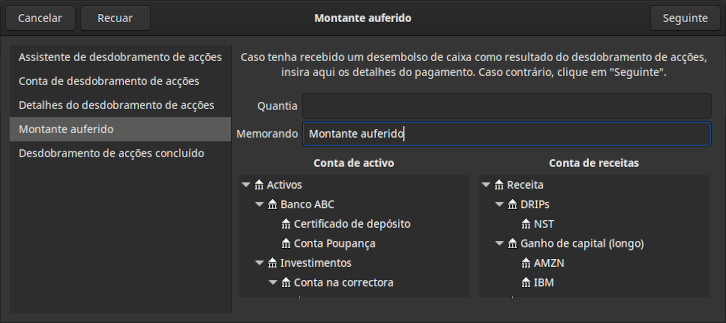 Cancelar Recuar Montante auferido Seguinte
Assistente de desdobramento de acções
Conta de desdobramento de acções
Detalhes do desdobramento de acções
Montante auferido
Desdobramento de acções concluído
Caso tenha recebido um desembolso de caixa como resultado do desdobramento de acções,
insira aqui os detalhes do pagamento. Caso contrário, clique em "Seguinte".
Quantia
Memorando Montante auferido
Conta de activo
Activos
Banco ABC
Certificado de depósito
Conta Poupança
Investimentos
Conta na correctora
Conta de receitas
Receita
DRIPs
NST
Ganho de capital (longo)
AMZN
IBM